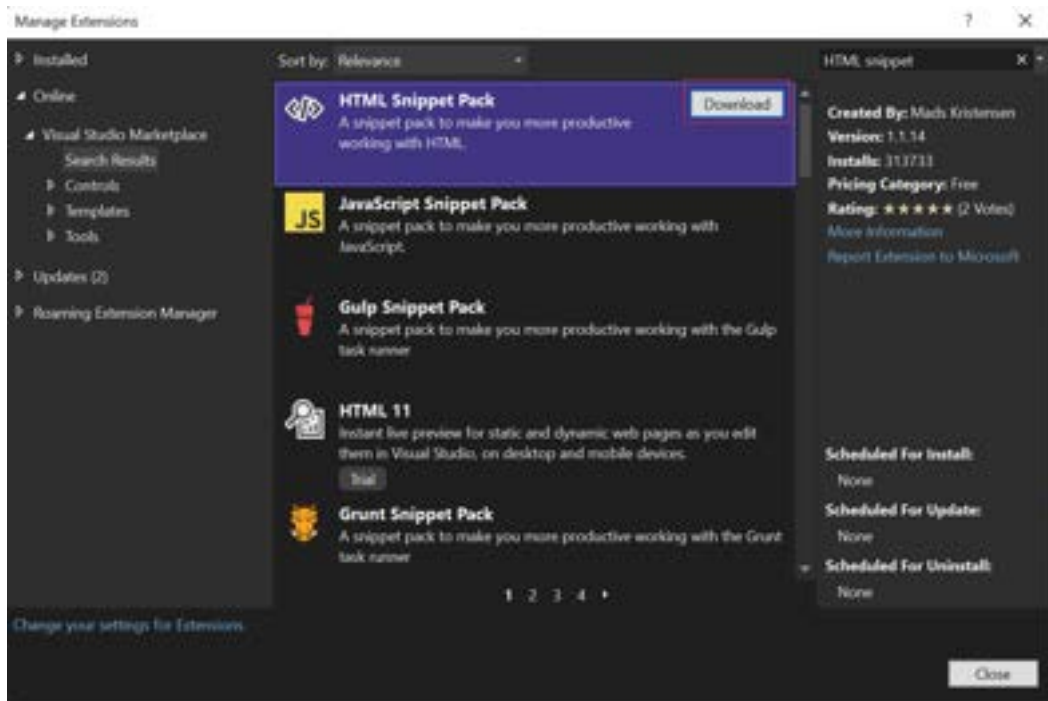 Manage Extensions
?
Installed
Online
Visual Studio Marketplace
Search Results
Controls
Templates
Tools
Updates (2)
Roaming Extension Manager
Change your settings for Extensions
Sort by: Relevance
HTML Snippet Pack
Download
A snippet pack to make you more productive
working with HTML.
JS
JavaScript Snippet Pack
A snippet pack to make you more productive working with
JavaScript.
Gulp Snippet Pack
A snippet pack to make you more productive working with the Gulp
task runner
HTML 11
Instant live preview for static and dynamic web pages as you edit
them in Visual Studio, on desktop and mobile devices.
Trial
Grunt Snippet Pack
A snippet pack to make you more productive working with the Grunt
task runner
1 2 3 4
HTML snippet
Created By: Mads Kristensen
Version: 1.1.14
Installs: 313733
Pricing Category: Free
Rating: ★★★★★ (2 Votes)
More Information
Report Extension to Microsoft
Scheduled For Install:
None
Scheduled For Update:
None
Scheduled For Uninstall:
None
Close